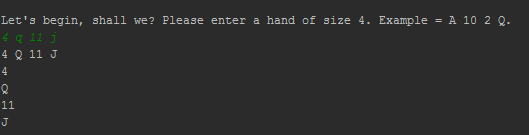 Let's begin, shall we? Please enter a hand of size 4. Example = A 10 2 Q.
4 q 11 j
4 Q 11 J
4
Q
11
J